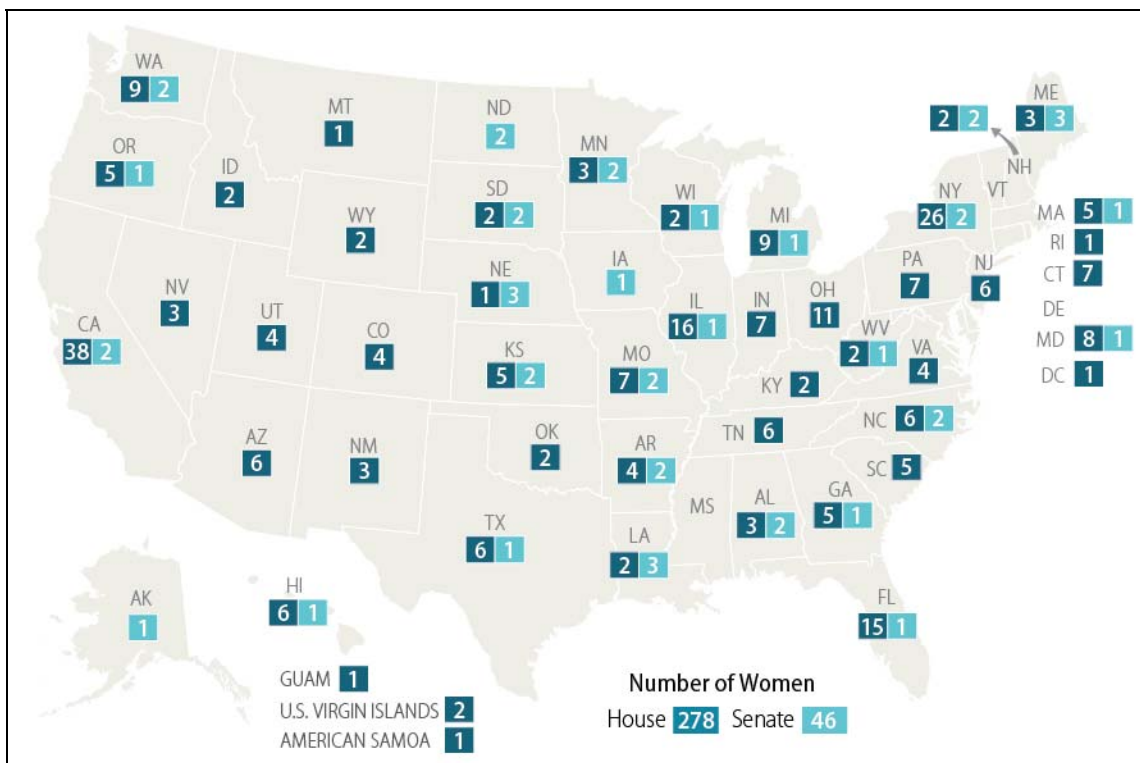 WA
9 2
MT
1
ND
2
MN
3 2
2 2
ME
3 3
OR
5 1
ID
2
SD
2 2
WI
2 1
MI
9 1
NH
NY
26 2
VT
MA 5 1
RI 1
CT 7
DE
MD 8 1
DC 1
WY
2
NE
1 3
IA
1
PA
7
NJ
6
NV
3
UT
4
CO
4
IL
16 1
IN
7
OH
11
WV
2 1
VA
4
CA
38 2
KS
5 2
MO
7 2
KY 2
NC 6 2
TN 6
SC 5
AZ
6
NM
3
OK
2
AR
4 2
MS
AL
3 2
GA
5 1
TX
6 1
LA
2 3
FL
15 1
AK
1
HI
6 1
GUAM 1
U.S. VIRGIN ISLANDS 2
AMERICAN SAMOA 1
Number of Women
House 278 Senate 46